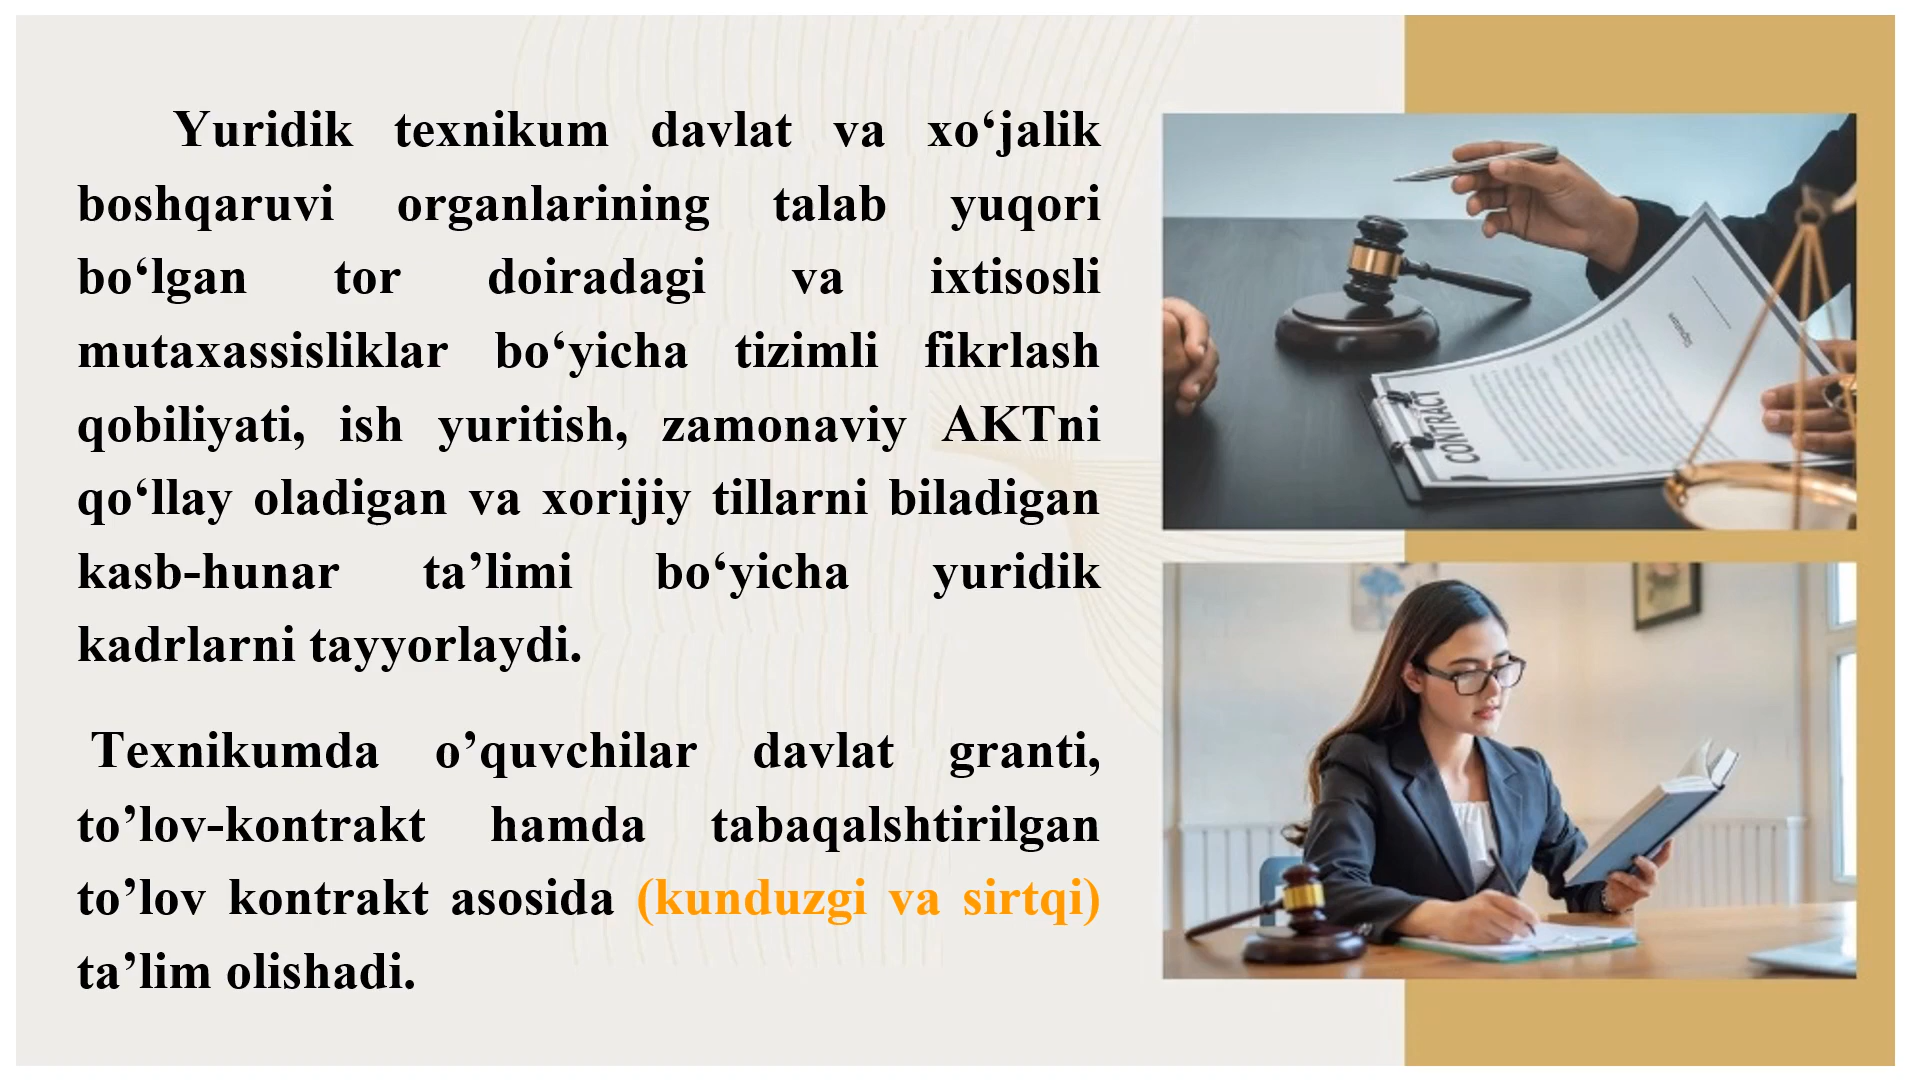 Yuridik texnikum davlat va xo‘jalik
boshqaruvi organlarining talab yuqori
bo‘lgan tor doiradagi va ixtisosli
mutaxassisliklar bo‘yicha tizimli fikrlash
qobiliyati, ish yuritish, zamonaviy AKTni
qo‘llay oladigan va xorijiy tillarni biladigan
kasb-hunar ta’limi bo‘yicha yuridik
kadrlarni tayyorlaydi.
Texnikumda o’quvchilar davlat granti,
to’lov-kontrakt hamda tabaqalshtirilgan
to’lov kontrakt asosida (kunduzgi va sirtqi)
ta’lim olishadi.
CONTRACT